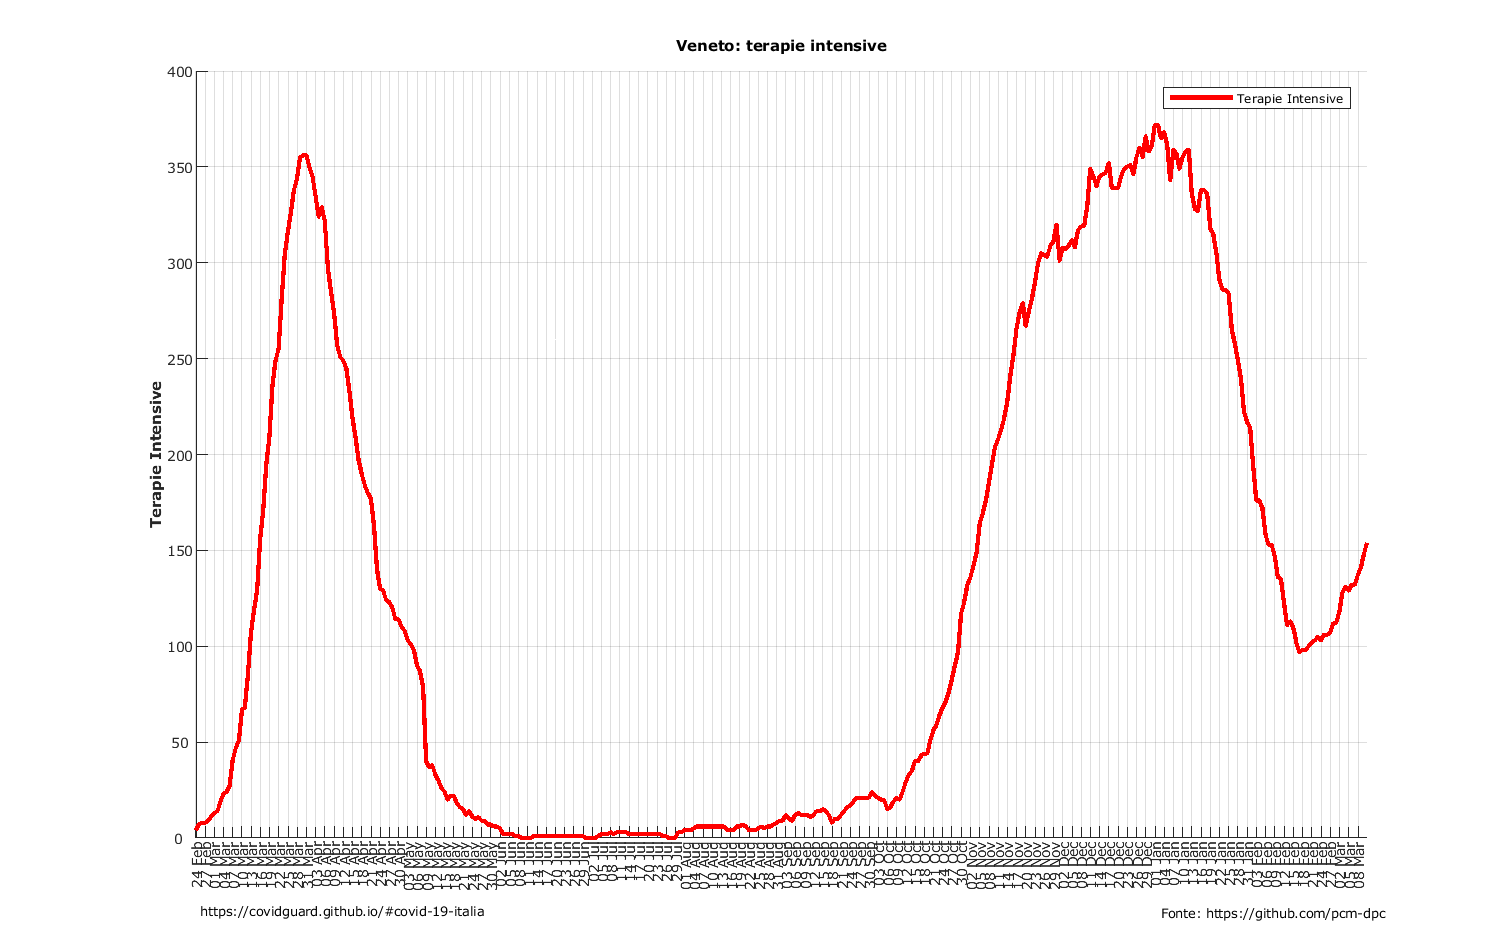 Veneto: terapie intensive
Terapie Intensive
Terapie Intensive
400
350
300
250
200
150
100
50
0
24 Feb
27 Feb
01 Mar
04 Mar
07 Mar
10 Mar
13 Mar
16 Mar
19 Mar
22 Mar
25 Mar
28 Mar
31 Mar
03 Apr
06 Apr
09 Apr
12 Apr
15 Apr
18 Apr
21 Apr
24 Apr
27 Apr
30 Apr
03 May
06 May
09 May
12 May
15 May
18 May
21 May
24 May
27 May
30 May
02 Jun
05 Jun
08 Jun
11 Jun
14 Jun
17 Jun
20 Jun
23 Jun
26 Jun
29 Jun
02 Jul
05 Jul
08 Jul
11 Jul
14 Jul
17 Jul
20 Jul
23 Jul
26 Jul
29 Jul
01 Aug
04 Aug
07 Aug
10 Aug
13 Aug
16 Aug
19 Aug
22 Aug
25 Aug
28 Aug
31 Aug
03 Sep
06 Sep
09 Sep
12 Sep
15 Sep
18 Sep
21 Sep
24 Sep
27 Sep
30 Sep
03 Oct
06 Oct
09 Oct
12 Oct
15 Oct
18 Oct
21 Oct
24 Oct
27 Oct
30 Oct
02 Nov
05 Nov
08 Nov
11 Nov
14 Nov
17 Nov
20 Nov
23 Nov
26 Nov
29 Nov
02 Dec
05 Dec
08 Dec
11 Dec
14 Dec
17 Dec
20 Dec
23 Dec
26 Dec
29 Dec
01 Jan
04 Jan
07 Jan
10 Jan
13 Jan
16 Jan
19 Jan
22 Jan
25 Jan
28 Jan
31 Jan
03 Feb
06 Feb
09 Feb
12 Feb
15 Feb
18 Feb
21 Feb
24 Feb
27 Feb
02 Mar
05 Mar
08 Mar
https://covidguard.github.io/#covid-19-italia
Fonte: https://github.com/pcm-dpc